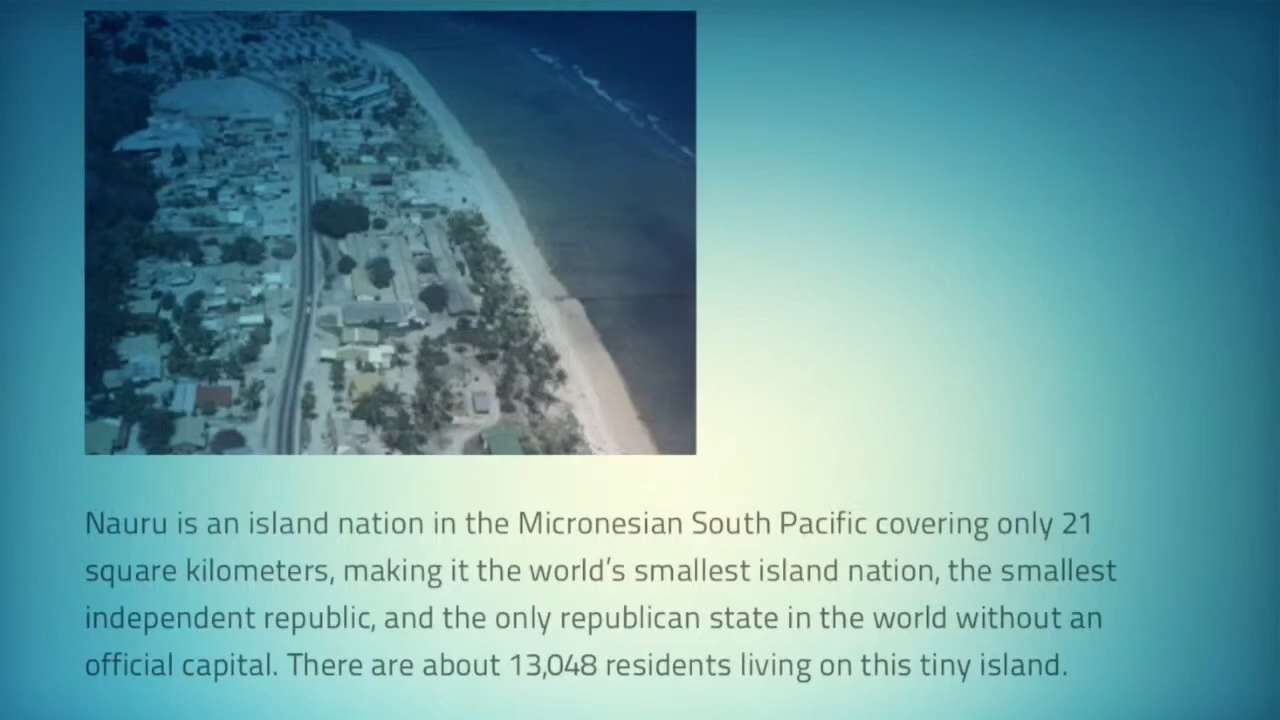 Nauru is an island nation in the Micronesian South Pacific covering only 21
square kilometers, making it the world’s smallest island nation, the smallest
independent republic, and the only republican state in the world without an
official capital. There are about 13,048 residents living on this tiny island.